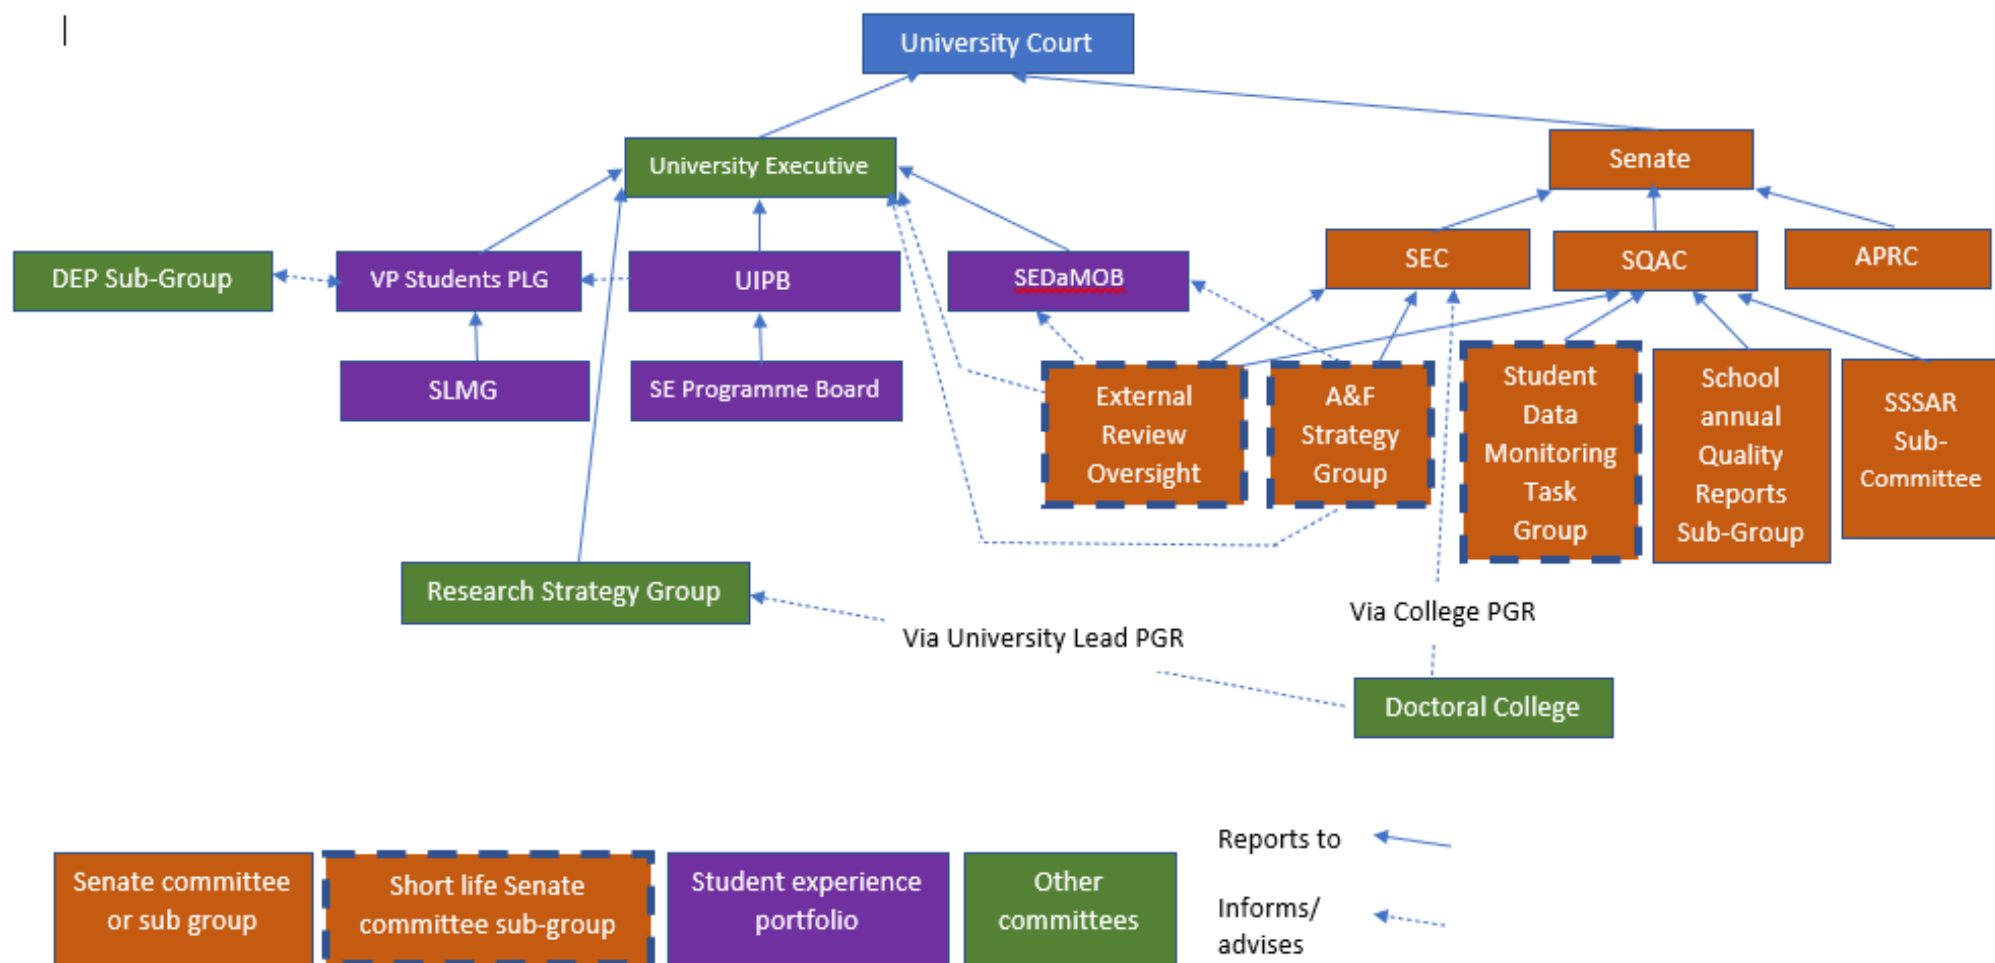 University Court
University Executive
Senate
DEP Sub-Group
VP Students PLG
UIPB
SEDaMOB
SEC
SQAC
APRC
SLMG
SE Programme Board
External
Review
Oversight
A&F
Strategy
Group
Student
Data
Monitoring
Task
Group
School
annual
Quality
Reports
Sub-Group
SSSAR
Sub-
Committee
Research Strategy Group
Via University Lead PGR
Via College PGR
Doctoral College
Senate committee
or sub group
Short life Senate
committee sub-group
Student experience
portfolio
Other
committees
Reports to
Informs/
advises